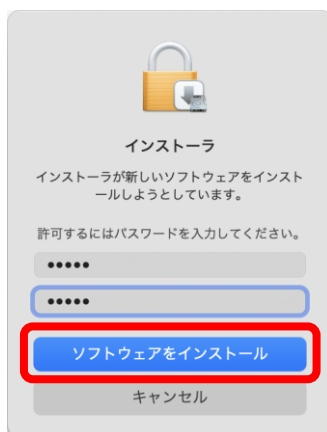 インストーラ
インストーラが新しいソフトウェアをインスト
ールしようとしています。
許可するにはパスワードを入力してください。
•••••
•••••
ソフトウェアをインストール
キャンセル